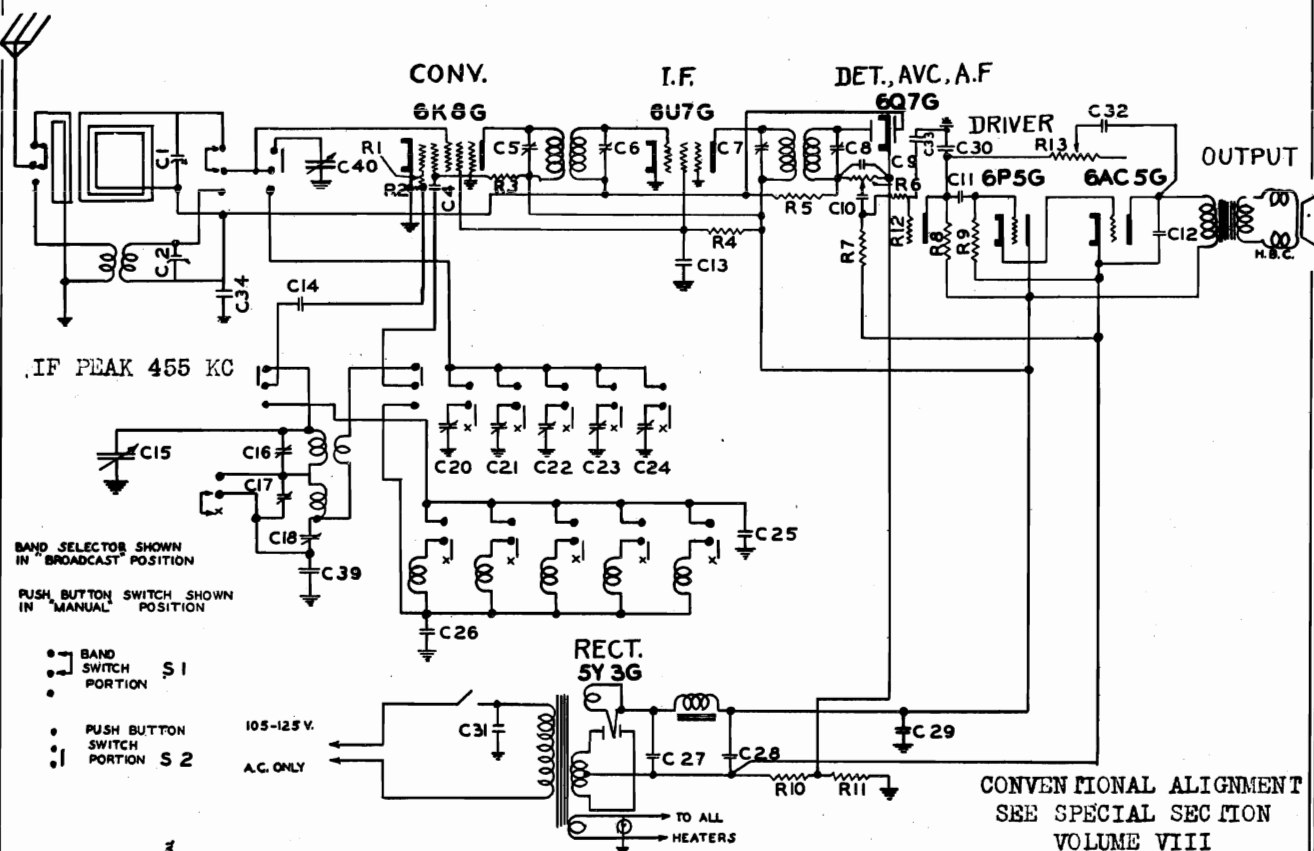 CONV.
6K8G
I.F.
6U7G
DET., AVC, A.F
6Q7G
DRIVER
6P5G
6AC5G
OUTPUT
H.B.C.
C1
C2
C34
C40
R1
R2
C4
R3
C5
C6
C7
C8
C9
R6
C10
R5
R4
C13
R7
R12
C33
C30
C11
R8
R9
R13
C32
C12
C14
IF PEAK 455 KC
C15
C16
C17
C18
C39
x
C20
C21
C22
C23
C24
x
x
x
x
x
C25
x
x
x
x
x
C26
BAND SELECTOR SHOWN
IN "BROADCAST" POSITION
PUSH BUTTON SWITCH SHOWN
IN "MANUAL" POSITION
BAND
SWITCH S1
PORTION
PUSH BUTTON
SWITCH
PORTION S2
105-125 V.
A.C. ONLY
C31
RECT.
5Y3G
C27
C28
C29
R10
R11
TO ALL
HEATERS
CONVENTIONAL ALIGNMENT
SEE SPECIAL SECTION
VOLUME VIII